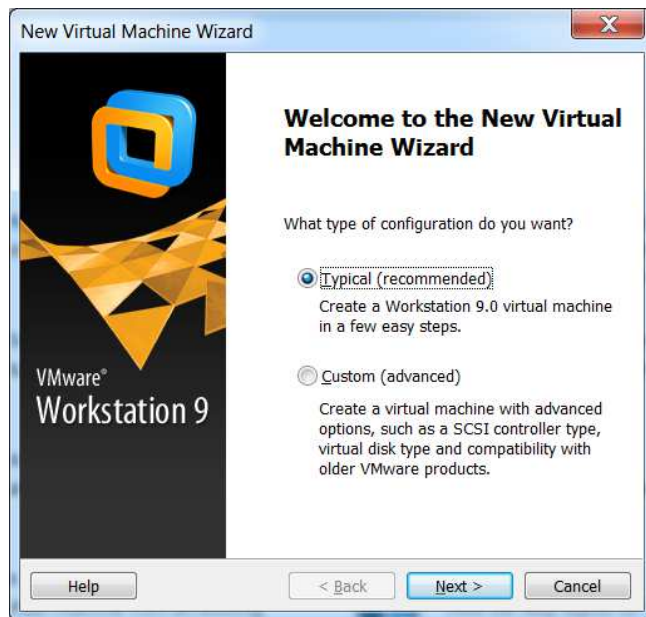 New Virtual Machine Wizard
Welcome to the New Virtual
Machine Wizard
What type of configuration do you want?
Typical (recommended)
Create a Workstation 9.0 virtual machine
in a few easy steps.
Custom (advanced)
Create a virtual machine with advanced
options, such as a SCSI controller type,
virtual disk type and compatibility with
older VMware products.
VMware®
Workstation 9
Help
< Back
Next >
Cancel